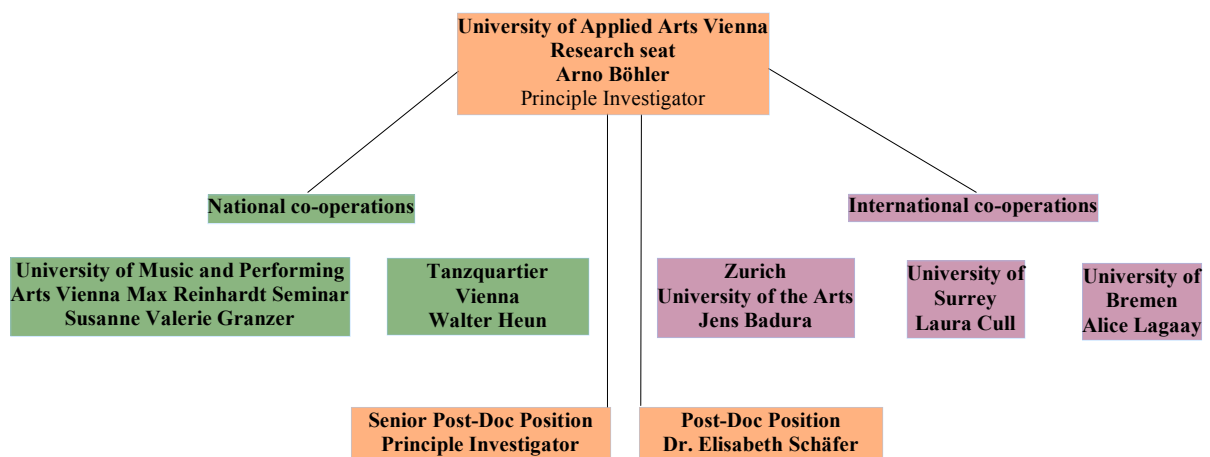 University of Applied Arts Vienna
Research seat
Arno Böhler
Principle Investigator
National co-operations
International co-operations
University of Music and Performing
Arts Vienna Max Reinhardt Seminar
Susanne Valerie Granzer
Tanzquartier
Vienna
Walter Heun
Zurich
University of the Arts
Jens Badura
University of
Surrey
Laura Cull
University of
Bremen
Alice Lagaay
Senior Post-Doc Position
Principle Investigator
Post-Doc Position
Dr. Elisabeth Schäfer